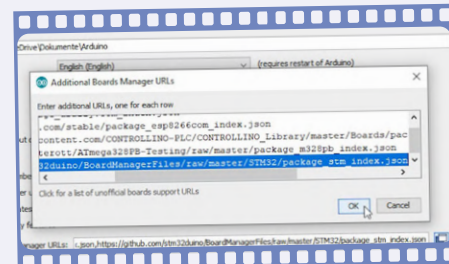 Drive\Dokumente\Arduino
English (English)
(requires restart of Arduino)
Additional Boards Manager URLs
Enter additional URLs, one for each row
.com/stable/package_esp8266com_index.json
content.com/CONTROLLINO-PLC/CONTROLLINO_Library/master/Boards/pac
terott/ATmega328PB-Testing/master/package_m328pb_index.json
32duino/BoardManagerFiles/raw/master/STM32/package_stm_index.json
Click for a list of unofficial boards support URLs
OK
Cancel
anager URLs: s.json,https://github.com/stm32duino/BoardManagerFiles/raw/master/STM32/package_stm_index.json